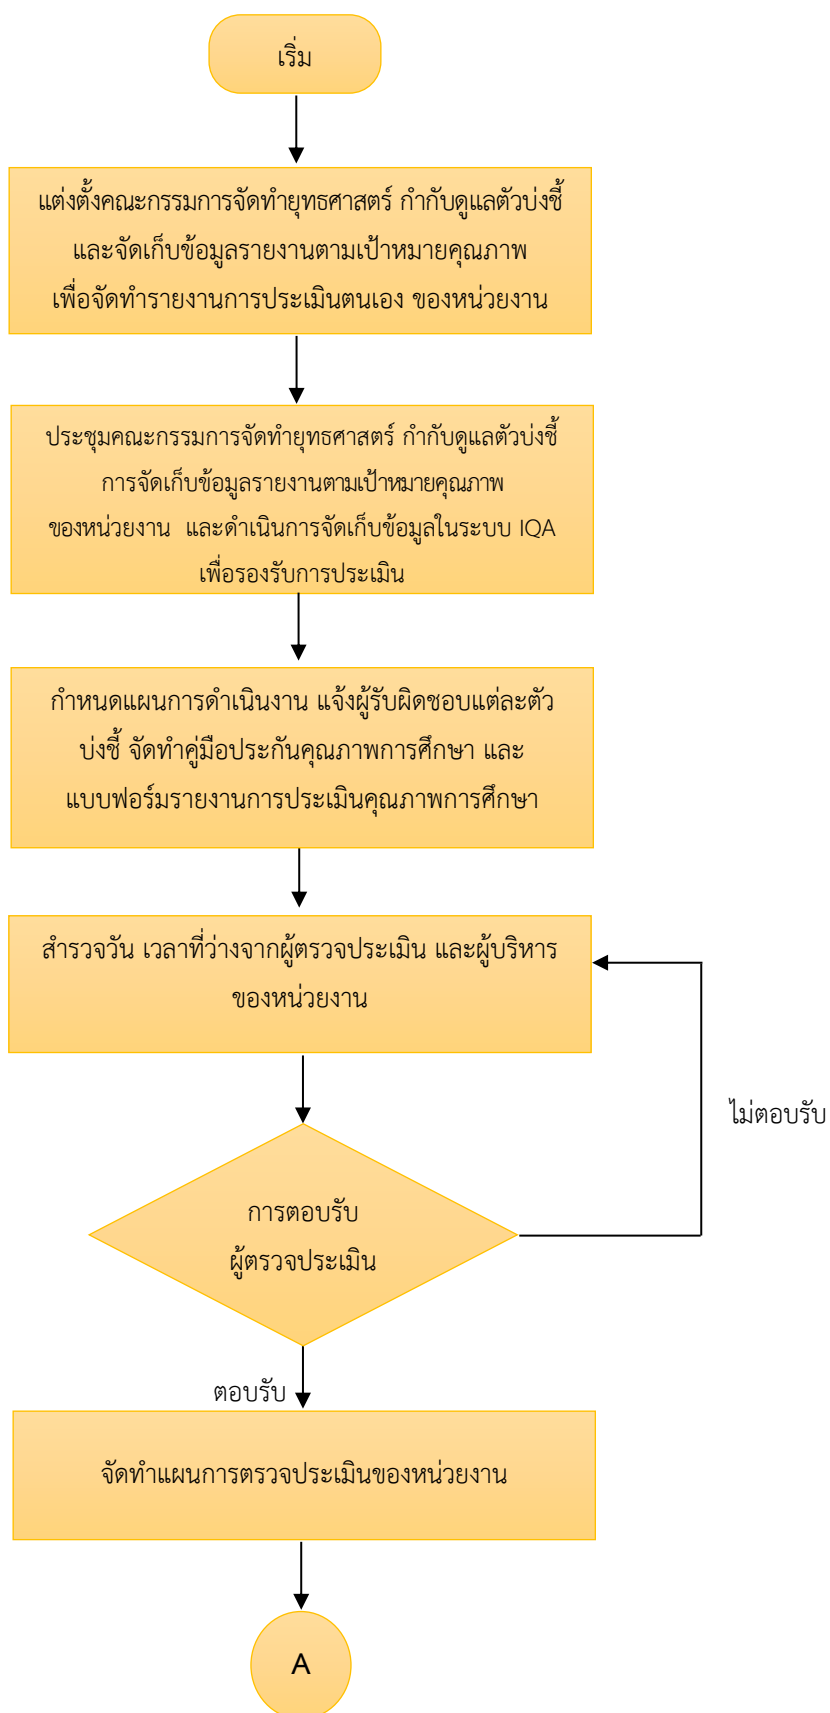 เริ่ม
แต่งตั้งคณะกรรมการจัดทำยุทธศาสตร์ กำกับดูแลตัวบ่งชี้
และจัดเก็บข้อมูลรายงานตามเป้าหมายคุณภาพ
เพื่อจัดทำรายงานการประเมินตนเอง ของหน่วยงาน
ประชุมคณะกรรมการจัดทำยุทธศาสตร์ กำกับดูแลตัวบ่งชี้
การจัดเก็บข้อมูลรายงานตามเป้าหมายคุณภาพ
ของหน่วยงาน และดำเนินการจัดเก็บข้อมูลในระบบ IQA
เพื่อรองรับการประเมิน
กำหนดแผนการดำเนินงาน แจ้งผู้รับผิดชอบแต่ละตัว
บ่งชี้ จัดทำคู่มือประกันคุณภาพการศึกษา และ
แบบฟอร์มรายงานการประเมินคุณภาพการศึกษา
สำรวจวัน เวลาที่ว่างจากผู้ตรวจประเมิน และผู้บริหาร
ของหน่วยงาน
ไม่ตอบรับ
การตอบรับ
ผู้ตรวจประเมิน
ตอบรับ
จัดทำแผนการตรวจประเมินของหน่วยงาน
A